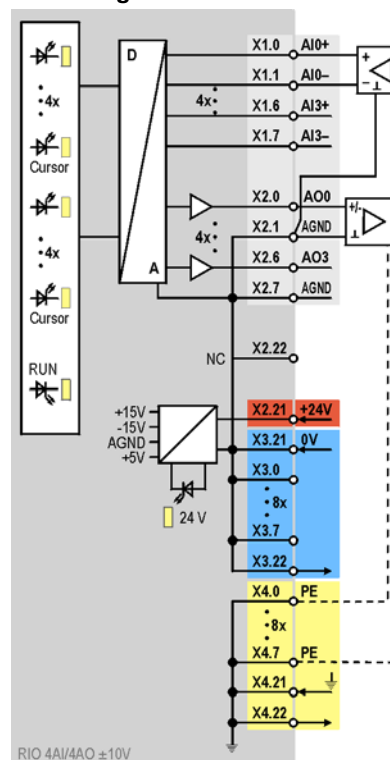 D
X1.0 AI0+
+
4x
X1.1 AI0–
–
4x
X1.6 AI3+
X1.7 AI3–
Cursor
X2.0 AO0
+/-
X2.1 AGND
4x
4x
A
X2.6 AO3
X2.7 AGND
Cursor
NC X2.22
RUN
+15V
X2.21 +24V
-15V
AGND
X3.21 0V
+5V
X3.0
8x
24 V
X3.7
X3.22
X4.0 PE
8x
X4.7 PE
X4.21
X4.22
RIO 4AI/4AO ±10V